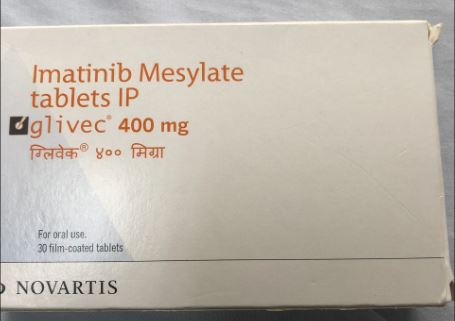 Imatinib Mesylate
tablets IP
glivec® 400 mg
ग्लिवेक® ४०० मिग्रा
For oral use.
30 film-coated tablets
NOVARTIS